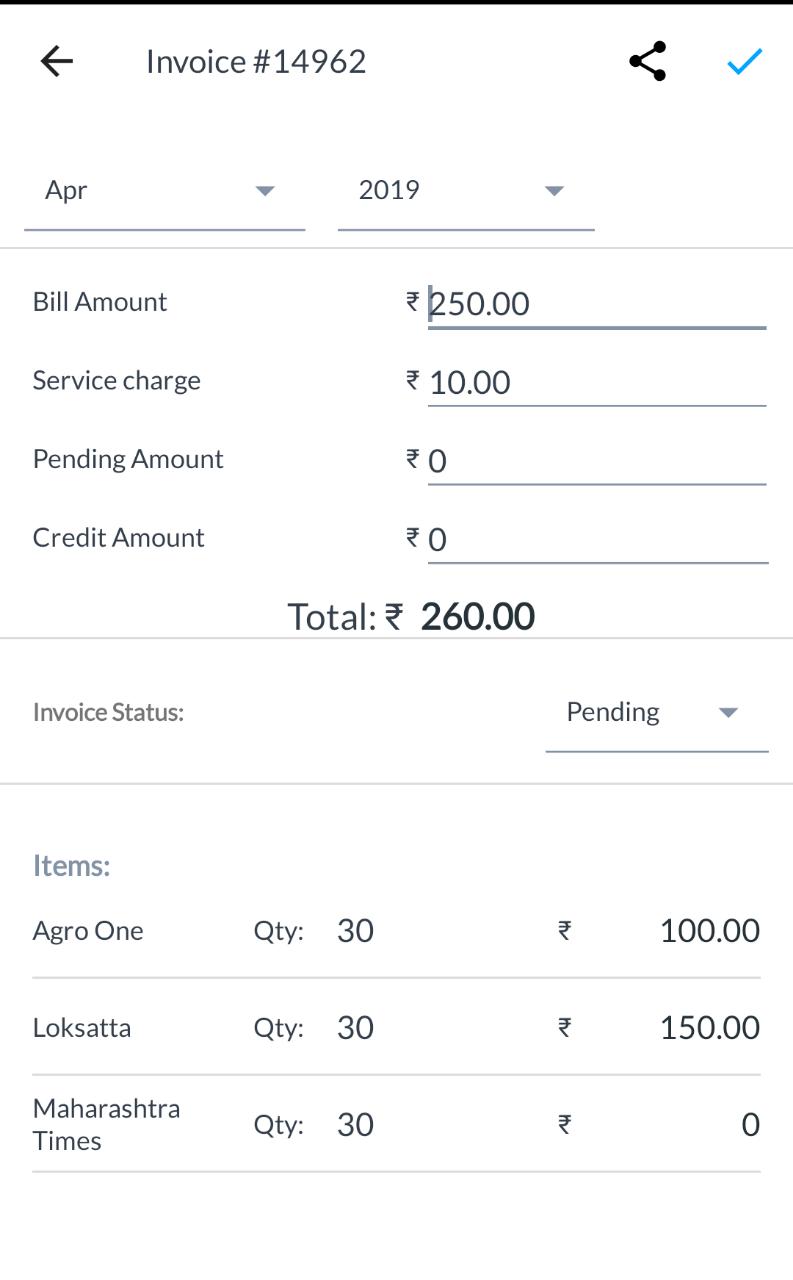 Invoice #14962
Apr 2019
Bill Amount ₹ 250.00
Service charge ₹ 10.00
Pending Amount ₹ 0
Credit Amount ₹ 0
Total: ₹ 260.00
Invoice Status: Pending
Items:
Agro One Qty: 30 ₹ 100.00
Loksatta Qty: 30 ₹ 150.00
Maharashtra
Times Qty: 30 ₹ 0